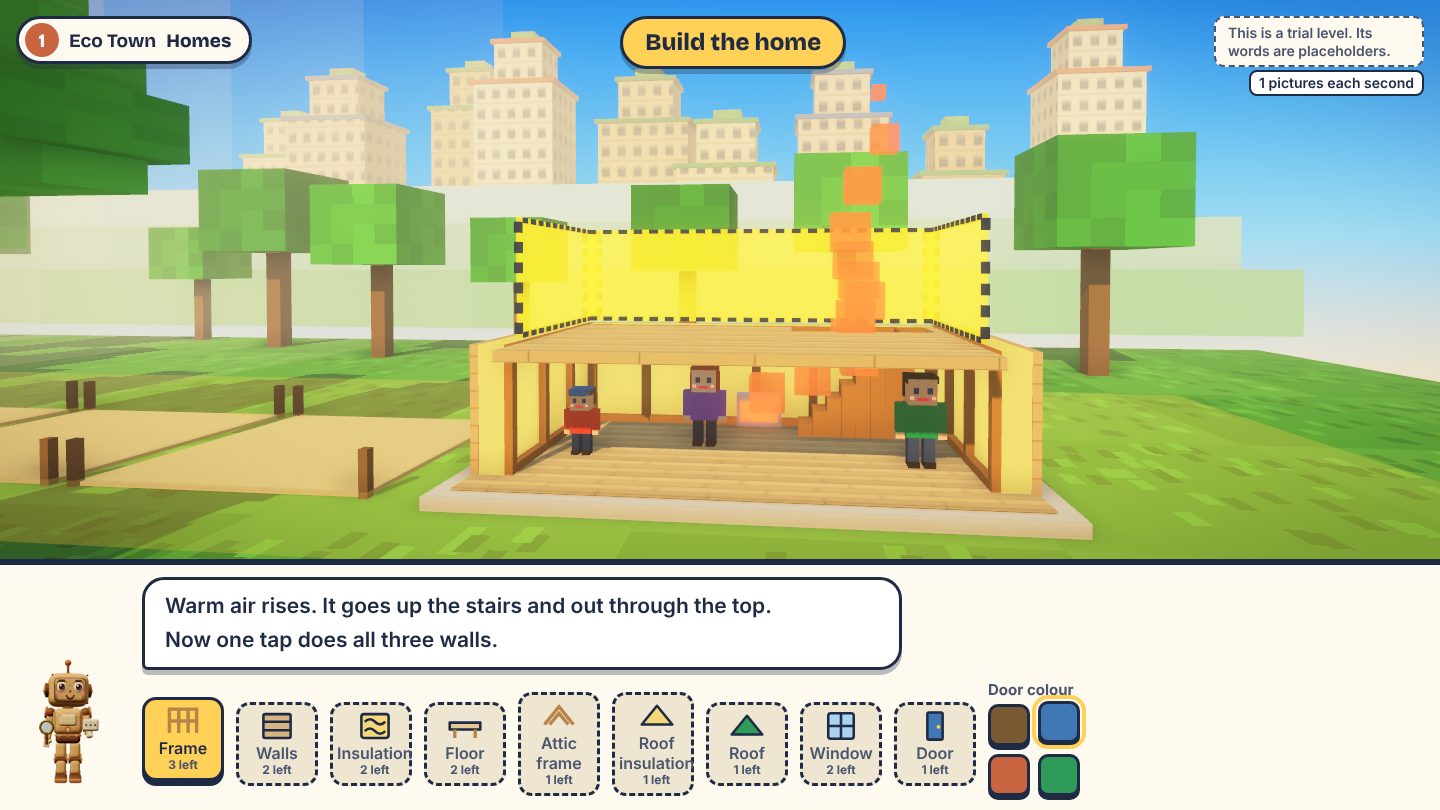 1 Eco Town Homes
Build the home
This is a trial level. Its
words are placeholders.
1 pictures each second
Warm air rises. It goes up the stairs and out through the top.
Now one tap does all three walls.
Door colour
Frame
3 left
Walls
2 left
Insulation
2 left
Floor
2 left
Attic
frame
1 left
Roof
insulation
1 left
Roof
1 left
Window
2 left
Door
1 left